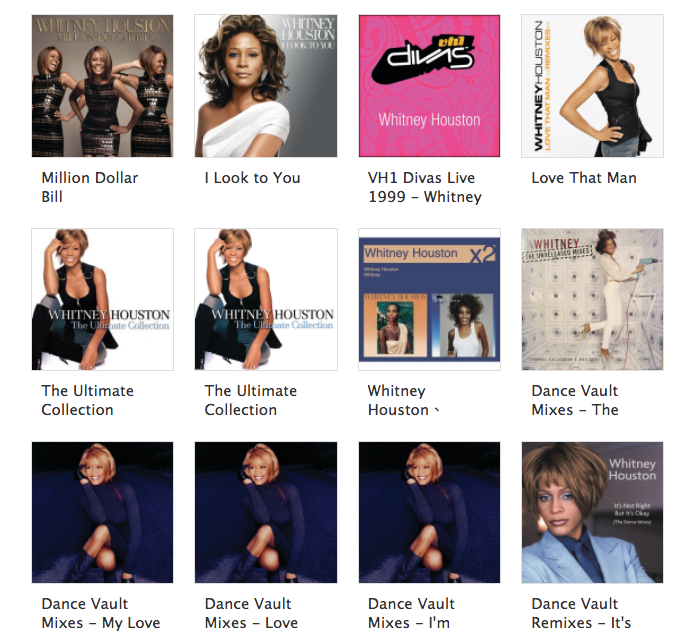 WHITNEY HOUSTON
MILLION DOLLAR BILL
WHITNEY
HOUSTON
I LOOK TO YOU
vh1
divas
Whitney Houston
WHITNEYHOUSTON
LOVE THAT MAN
REMIXES
Million Dollar
Bill
I Look to You
VH1 Divas Live
1999 – Whitney
Love That Man
WHITNEY HOUSTON
The Ultimate Collection
WHITNEY HOUSTON
The Ultimate Collection
Whitney Houston x2
Whitney Houston
Whitney
WHITNEY HOUSTON
WHITNEY
THE UNRELEASED MIXES
The Ultimate
Collection
The Ultimate
Collection
Whitney
Houston、
Dance Vault
Mixes – The
Whitney
Houston
It's Not Right
But It's Okay
(The Dance Mixes)
Dance Vault
Mixes – My Love
Dance Vault
Mixes – Love
Dance Vault
Mixes – I'm
Dance Vault
Remixes – It's